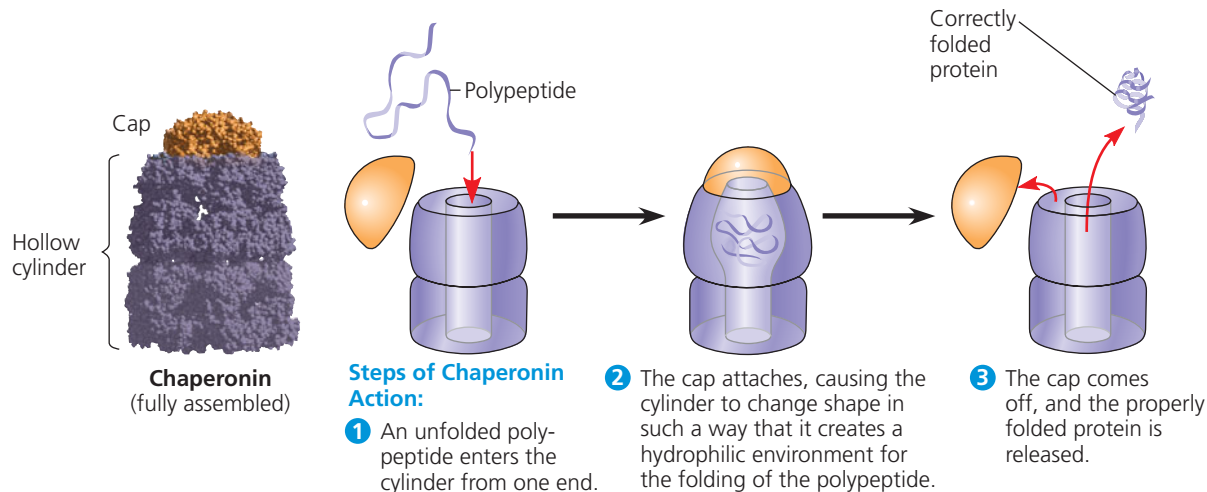 Cap
Hollow
cylinder
Chaperonin
(fully assembled)
Polypeptide
Correctly
folded
protein
Steps of Chaperonin
Action:
1 An unfolded poly-
peptide enters the
cylinder from one end.
2 The cap attaches, causing the
cylinder to change shape in
such a way that it creates a
hydrophilic environment for
the folding of the polypeptide.
3 The cap comes
off, and the properly
folded protein is
released.